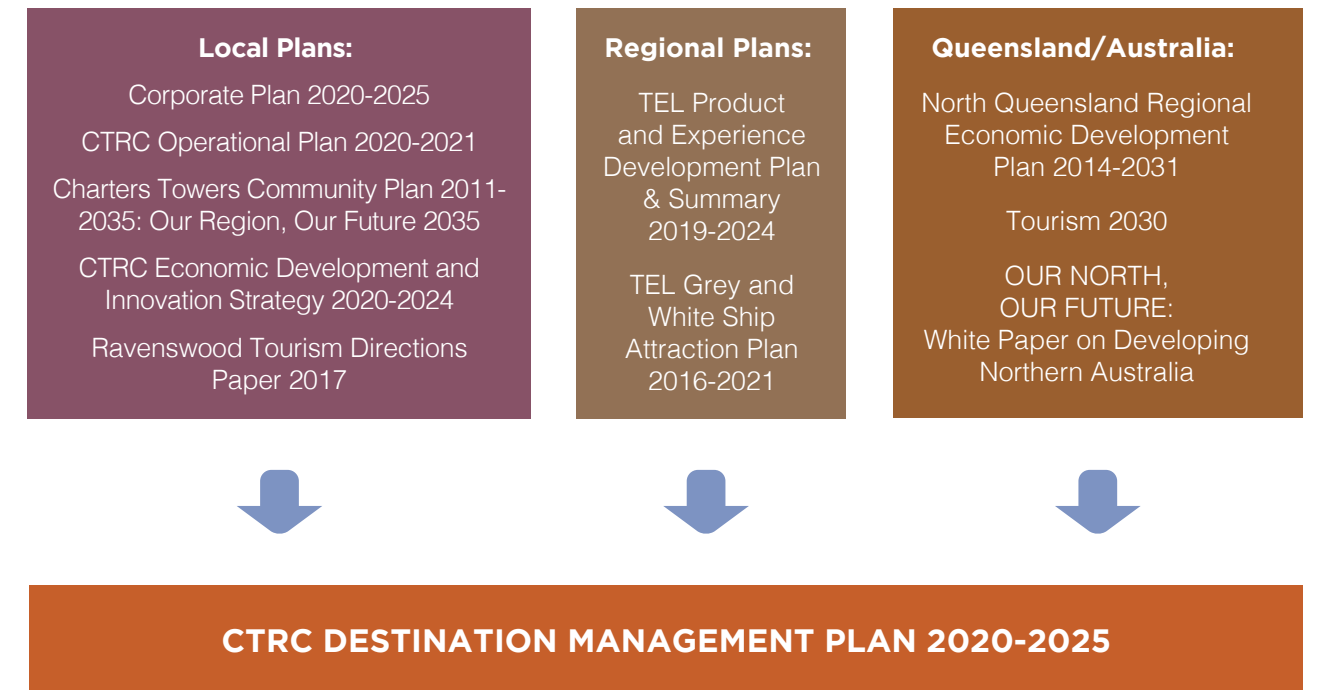 Local Plans:
Corporate Plan 2020-2025
CTRC Operational Plan 2020-2021
Charters Towers Community Plan 2011-
2035: Our Region, Our Future 2035
CTRC Economic Development and
Innovation Strategy 2020-2024
Ravenswood Tourism Directions
Paper 2017
Regional Plans:
TEL Product
and Experience
Development Plan
& Summary
2019-2024
TEL Grey and
White Ship
Attraction Plan
2016-2021
Queensland/Australia:
North Queensland Regional
Economic Development
Plan 2014-2031
Tourism 2030
OUR NORTH,
OUR FUTURE:
White Paper on Developing
Northern Australia
CTRC DESTINATION MANAGEMENT PLAN 2020-2025